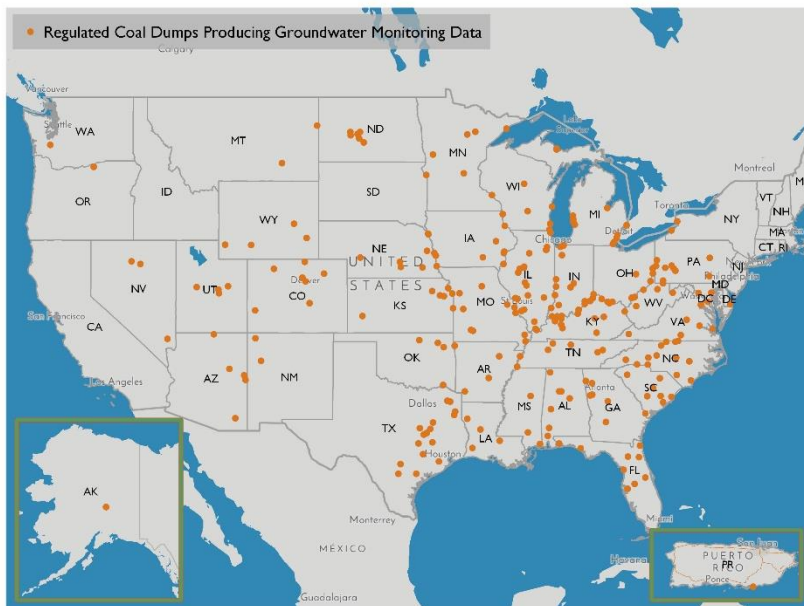 Regulated Coal Dumps Producing Groundwater Monitoring Data
Calgary
Vancouver
Seattle
WA
MT
ND
MN
Lake
Superior
Montreal
OR
ID
SD
WI
MI
Toronto
VT
NH
M
NY
MA
WY
Detroit
CT RI
IA
Chicago
NE
UNITED
STATES
PA
NJ
Philadelphia
OH
IL
IN
MD
DC
DE
NV
UT
Denver
CO
KS
MO
St Louis
WV
VA
KY
San Francisco
CA
OK
TN
NC
AR
Los Angeles
AZ
NM
SC
Atlanta
MS
AL
GA
Dallas
TX
LA
Houston
FL
AK
Monterrey
Miami
MÉXICO
Havana
San Juan
PUERTO
RICO
PR
Ponce
Guadalajara